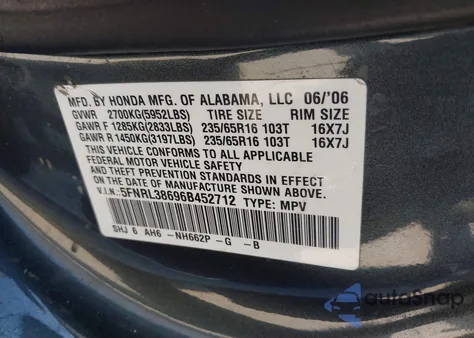 MFD. BY HONDA MFG. OF ALABAMA, LLC 06/'06
GVWR 2700KG(5952LBS) TIRE SIZE RIM SIZE
GAWR F 1285KG(2833LBS) 235/65R16 103T 16X7J
GAWR R 1450KG(3197LBS) 235/65R16 103T 16X7J
THIS VEHICLE CONFORMS TO ALL APPLICABLE FEDERAL
MOTOR VEHICLE SAFETY, BUMPER, AND THEFT PREVENTION
STANDARDS IN EFFECT ON THE DATE OF MANUFACTURE SHOWN ABOVE.
V.I.N.: 5FNRL38696B452712 TYPE: MPV
SHJ 6 AH6 -NH662P -G -B
autoSnap